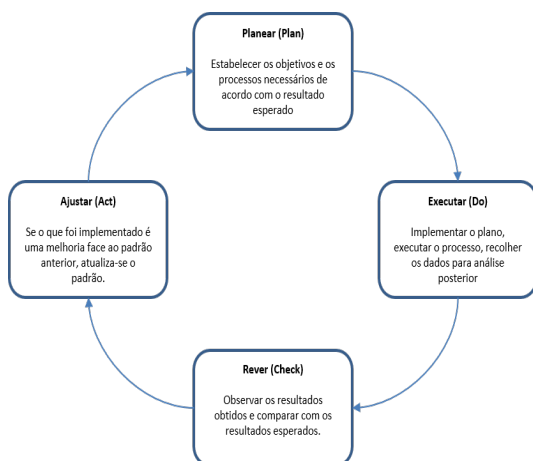 Planear (Plan)
Estabelecer os objetivos e os
processos necessários de
acordo com o resultado
esperado
Executar (Do)
Implementar o plano,
executar o processo, recolher
os dados para análise
posterior
Rever (Check)
Observar os resultados
obtidos e comparar com os
resultados esperados.
Ajustar (Act)
Se o que foi implementado é
uma melhoria face ao padrão
anterior, atualiza-se o
padrão.